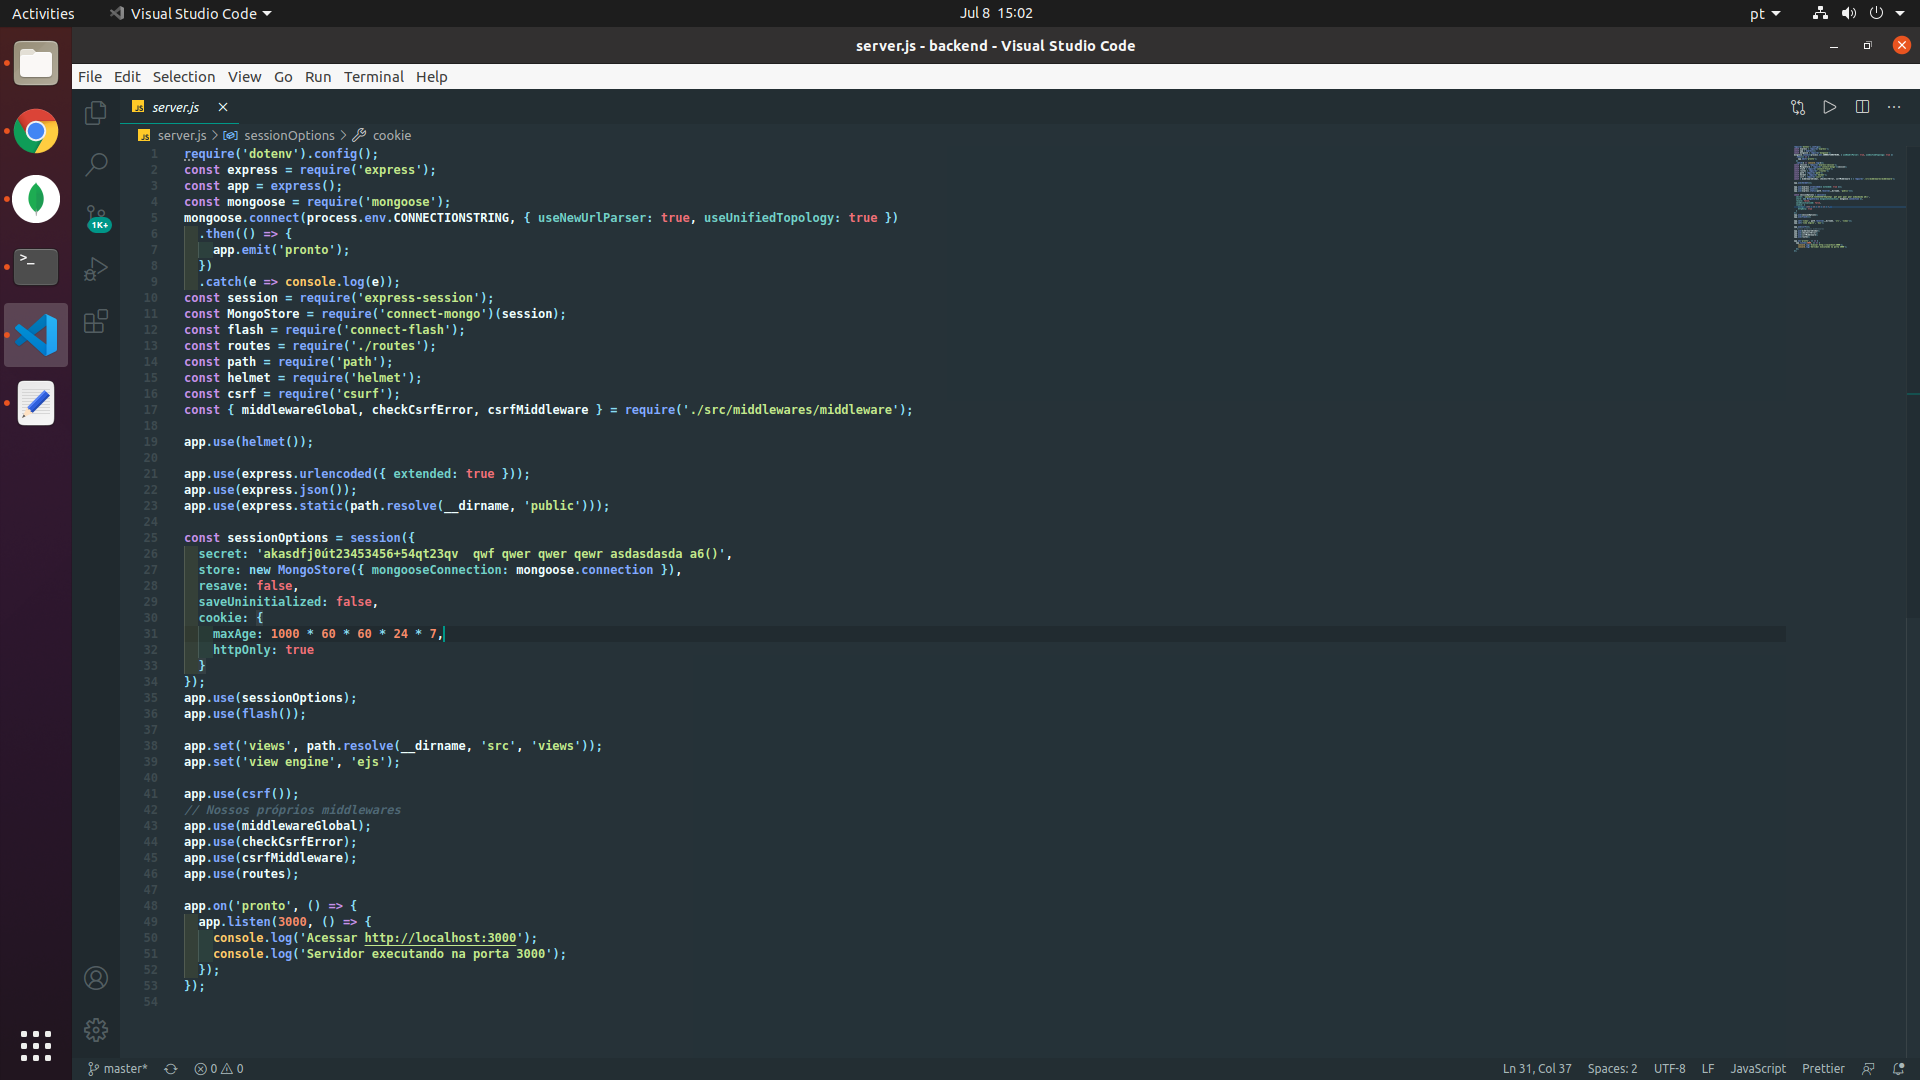 Activities
Visual Studio Code
Jul 8 15:02
pt
server.js - backend - Visual Studio Code
File Edit Selection View Go Run Terminal Help
JS server.js
JS server.js > sessionOptions > cookie
1K+
1 require('dotenv').config();
2 const express = require('express');
3 const app = express();
4 const mongoose = require('mongoose');
5 mongoose.connect(process.env.CONNECTIONSTRING, { useNewUrlParser: true, useUnifiedTopology: true })
6   .then(() => {
7     app.emit('pronto');
8   })
9   .catch(e => console.log(e));
10 const session = require('express-session');
11 const MongoStore = require('connect-mongo')(session);
12 const flash = require('connect-flash');
13 const routes = require('./routes');
14 const path = require('path');
15 const helmet = require('helmet');
16 const csrf = require('csurf');
17 const { middlewareGlobal, checkCsrfError, csrfMiddleware } = require('./src/middlewares/middleware');
18
19 app.use(helmet());
20
21 app.use(express.urlencoded({ extended: true }));
22 app.use(express.json());
23 app.use(express.static(path.resolve(__dirname, 'public')));
24
25 const sessionOptions = session({
26   secret: 'akasdfj0út23453456+54qt23qv  qwf qwer qwer qewr asdasdasda a6()',
27   store: new MongoStore({ mongooseConnection: mongoose.connection }),
28   resave: false,
29   saveUninitialized: false,
30   cookie: {
31     maxAge: 1000 * 60 * 60 * 24 * 7,
32     httpOnly: true
33   }
34 });
35 app.use(sessionOptions);
36 app.use(flash());
37
38 app.set('views', path.resolve(__dirname, 'src', 'views'));
39 app.set('view engine', 'ejs');
40
41 app.use(csrf());
42 // Nossos próprios middlewares
43 app.use(middlewareGlobal);
44 app.use(checkCsrfError);
45 app.use(csrfMiddleware);
46 app.use(routes);
47
48 app.on('pronto', () => {
49   app.listen(3000, () => {
50     console.log('Acessar http://localhost:3000');
51     console.log('Servidor executando na porta 3000');
52   });
53 });
54
master* 0 0
Ln 31, Col 37 Spaces: 2 UTF-8 LF JavaScript Prettier